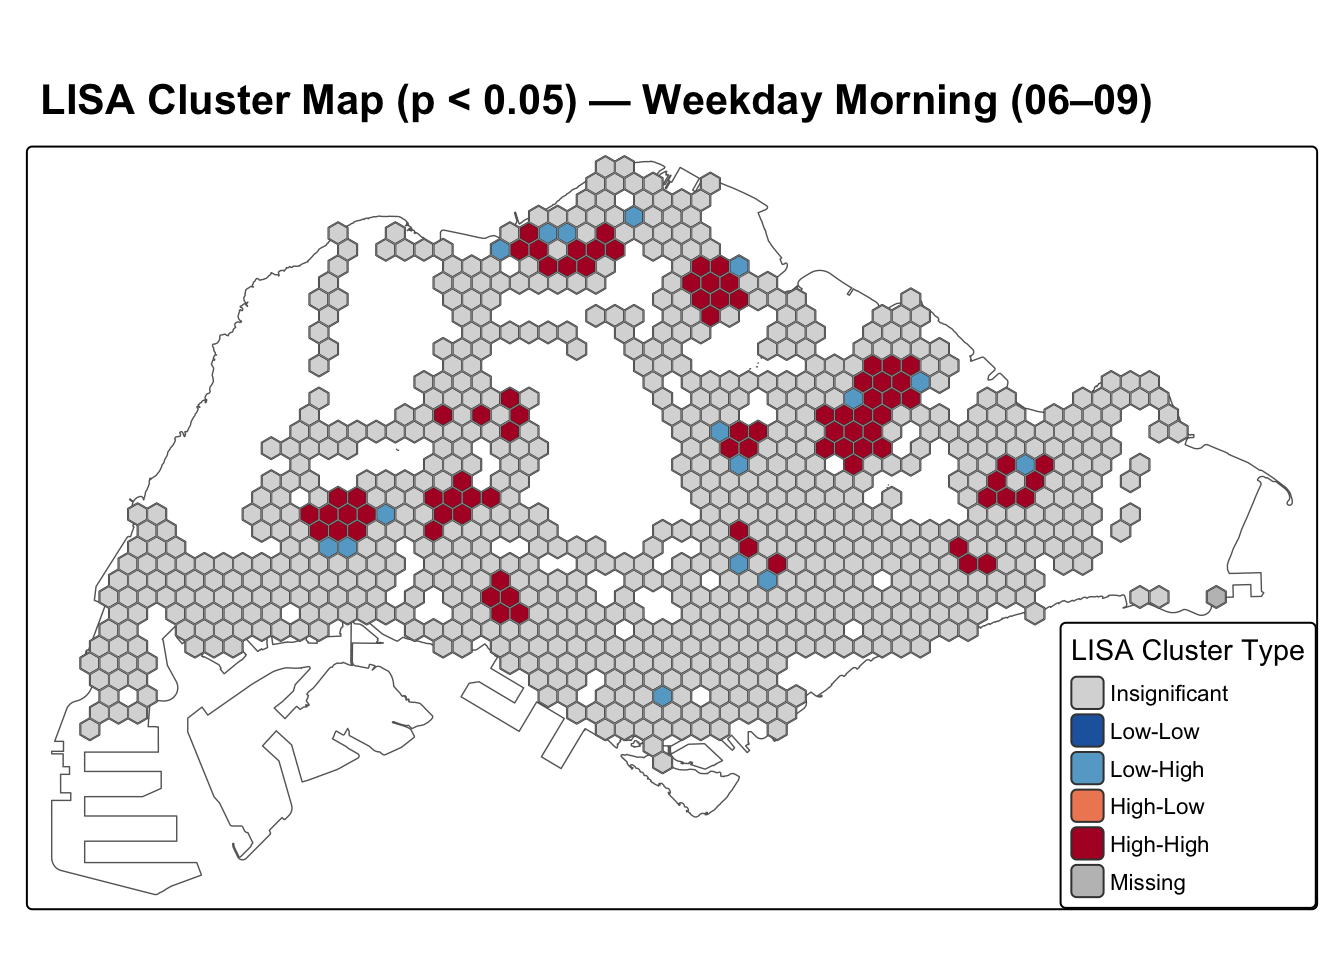 LISA Cluster Map (p < 0.05) — Weekday Morning (06–09)
LISA Cluster Type
Insignificant
Low-Low
Low-High
High-Low
High-High
Missing